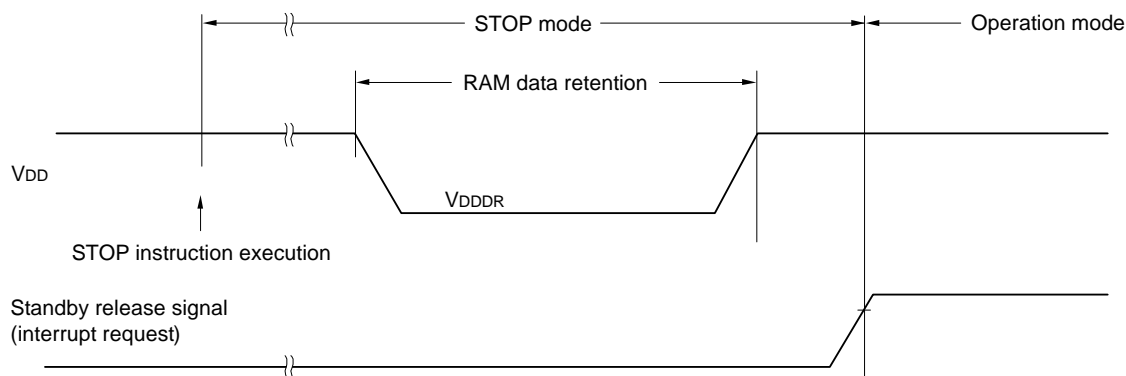 STOP mode
Operation mode
RAM data retention
VDD
VDDDR
STOP instruction execution
Standby release signal
(interrupt request)